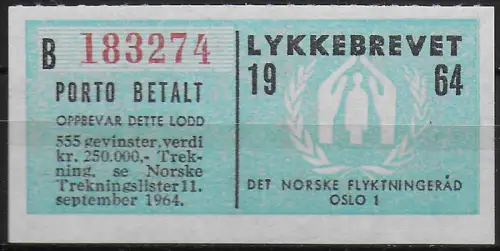 B 183274
PORTO BETALT
OPPBEVAR DETTE LODD
555 gevinster, verdi
kr. 250.000,- Trek-
ning, se Norske
Trekningslister 11.
september 1964.
LYKKEBREVET
19 64
DET NORSKE FLYKTNINGERÅD
OSLO 1